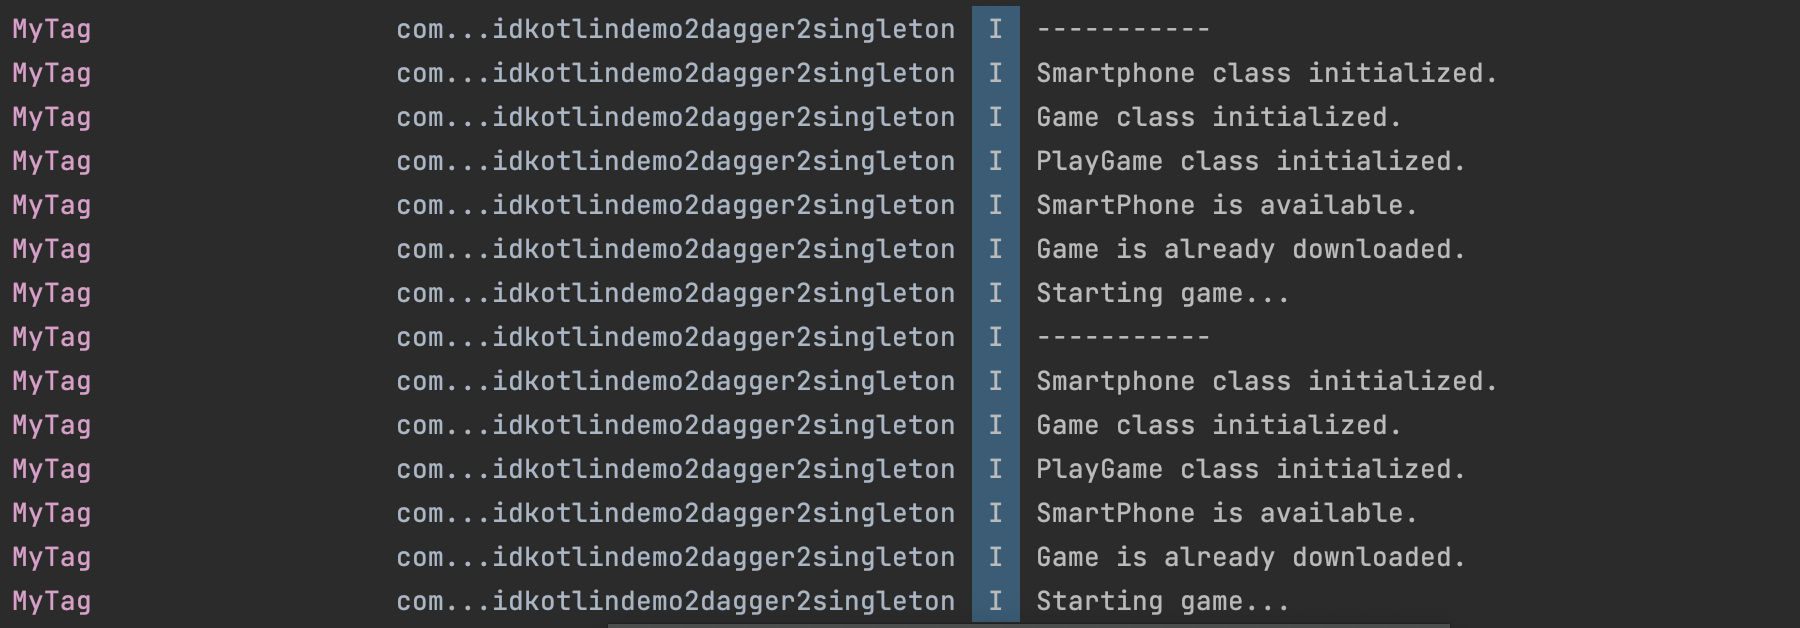 MyTag com...idkotlindemo2dagger2singleton I -----------
MyTag com...idkotlindemo2dagger2singleton I Smartphone class initialized.
MyTag com...idkotlindemo2dagger2singleton I Game class initialized.
MyTag com...idkotlindemo2dagger2singleton I PlayGame class initialized.
MyTag com...idkotlindemo2dagger2singleton I SmartPhone is available.
MyTag com...idkotlindemo2dagger2singleton I Game is already downloaded.
MyTag com...idkotlindemo2dagger2singleton I Starting game...
MyTag com...idkotlindemo2dagger2singleton I -----------
MyTag com...idkotlindemo2dagger2singleton I Smartphone class initialized.
MyTag com...idkotlindemo2dagger2singleton I Game class initialized.
MyTag com...idkotlindemo2dagger2singleton I PlayGame class initialized.
MyTag com...idkotlindemo2dagger2singleton I SmartPhone is available.
MyTag com...idkotlindemo2dagger2singleton I Game is already downloaded.
MyTag com...idkotlindemo2dagger2singleton I Starting game...